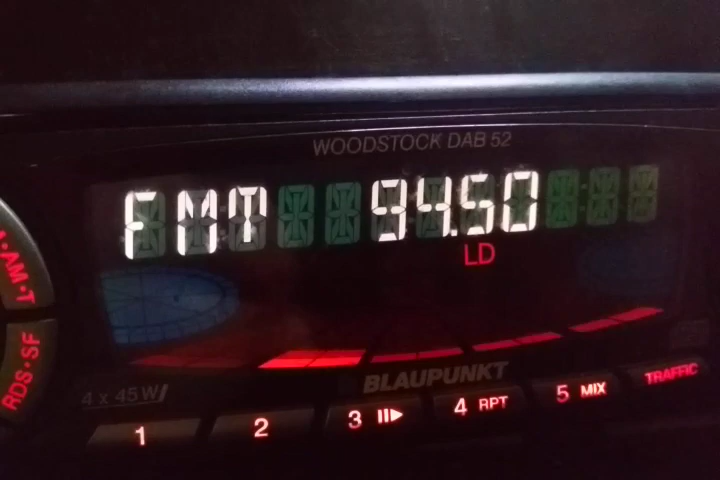 WOODSTOCK DAB 52
FMT 94.50
LD
AM•T
RDS•SF
4 x 45W
BLAUPUNKT
1 2 3 4 RPT 5 MIX TRAFFIC